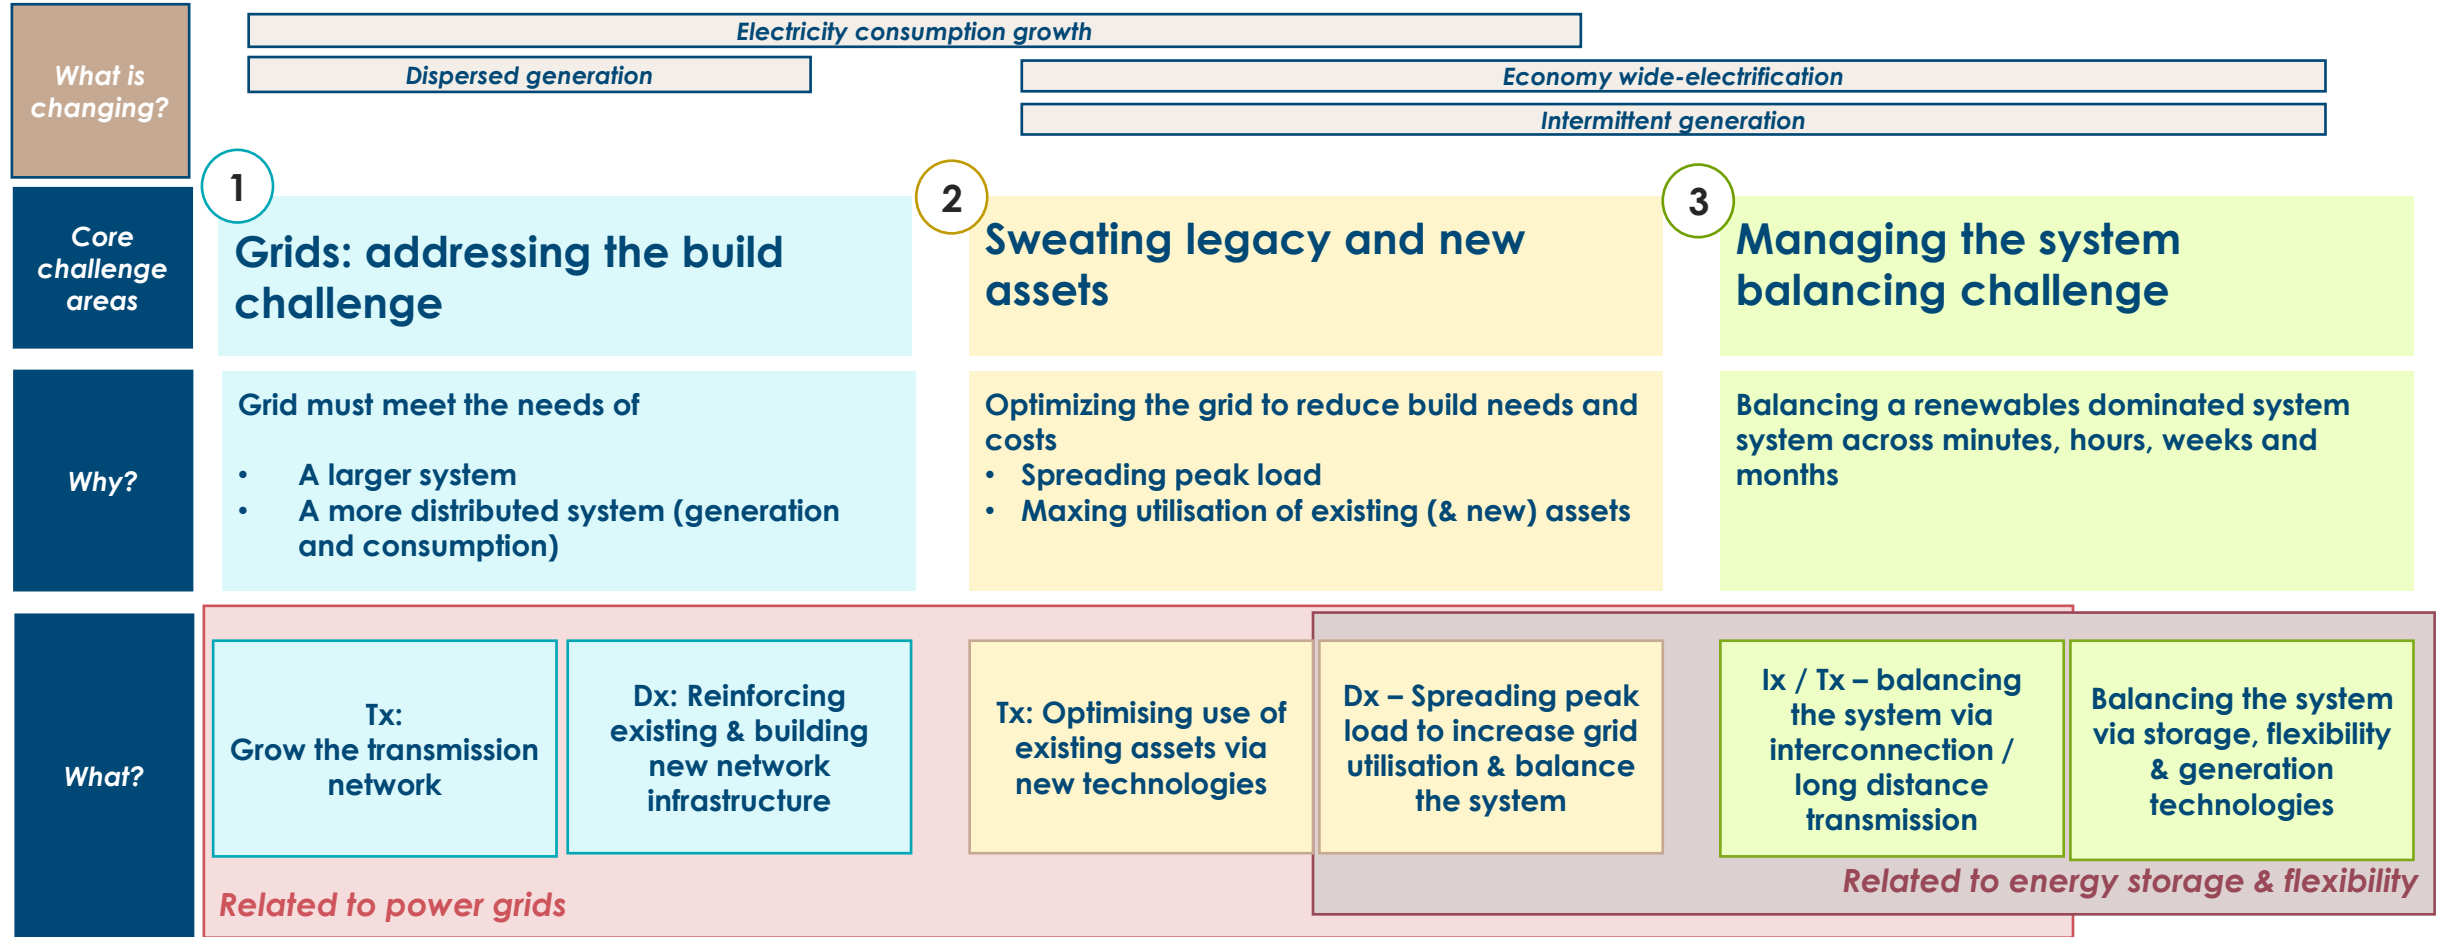 What is
changing?
Electricity consumption growth
Dispersed generation
Economy wide-electrification
Intermittent generation
Core
challenge
areas
1
Grids: addressing the build
challenge
2
Sweating legacy and new
assets
3
Managing the system
balancing challenge
Why?
Grid must meet the needs of
• A larger system
• A more distributed system (generation
and consumption)
Optimizing the grid to reduce build needs and
costs
• Spreading peak load
• Maxing utilisation of existing (& new) assets
Balancing a renewables dominated system
system across minutes, hours, weeks and
months
What?
Tx:
Grow the transmission
network
Dx: Reinforcing
existing & building
new network
infrastructure
Tx: Optimising use of
existing assets via
new technologies
Dx – Spreading peak
load to increase grid
utilisation & balance
the system
Ix / Tx – balancing
the system via
interconnection /
long distance
transmission
Balancing the system
via storage, flexibility
& generation
technologies
Related to power grids
Related to energy storage & flexibility